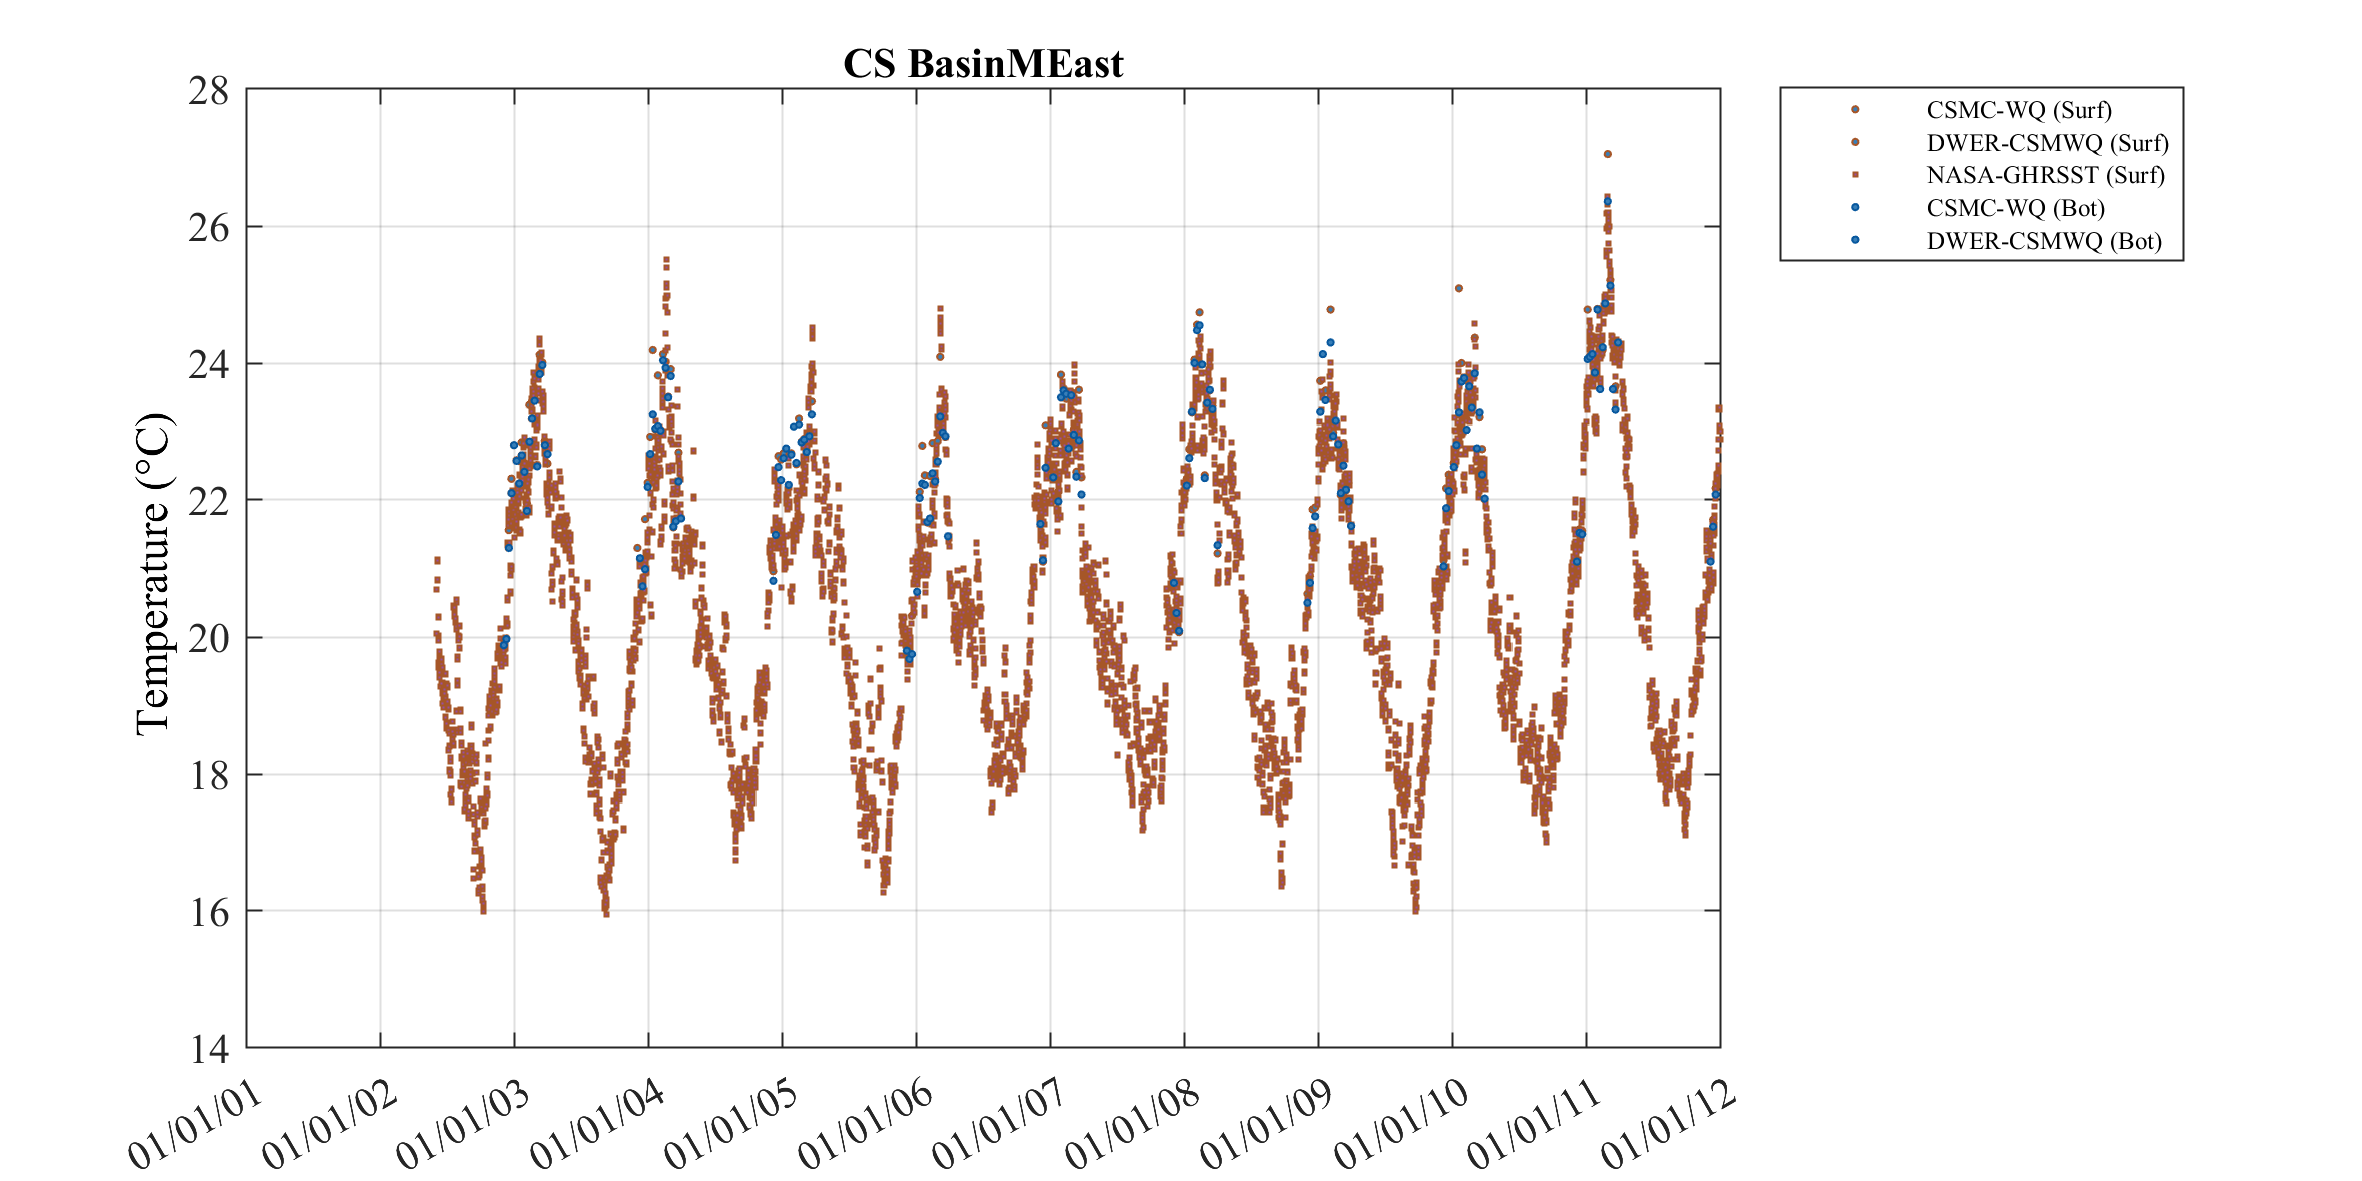 CS BasinMEast
28
26
24
22
20
18
16
14
Temperature (°C)
01/01/01
01/01/02
01/01/03
01/01/04
01/01/05
01/01/06
01/01/07
01/01/08
01/01/09
01/01/10
01/01/11
01/01/12
CSMC-WQ (Surf)
DWER-CSMWQ (Surf)
NASA-GHRSST (Surf)
CSMC-WQ (Bot)
DWER-CSMWQ (Bot)